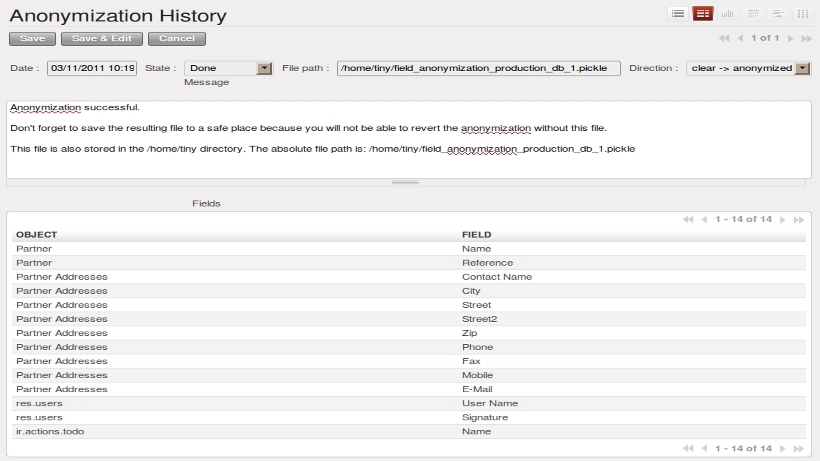 Anonymization History
Save Save & Edit Cancel 1 of 1
Date : 03/11/2011 10:19 State : Done File path : /home/tiny/field_anonymization_production_db_1.pickle Direction : clear -> anonymized
Message
Anonymization successful.
Don't forget to save the resulting file to a safe place because you will not be able to revert the anonymization without this file.
This file is also stored in the /home/tiny directory. The absolute file path is: /home/tiny/field_anonymization_production_db_1.pickle
Fields
1 - 14 of 14
OBJECT FIELD
Partner Name
Partner Reference
Partner Addresses Contact Name
Partner Addresses City
Partner Addresses Street
Partner Addresses Street2
Partner Addresses Zip
Partner Addresses Phone
Partner Addresses Fax
Partner Addresses Mobile
Partner Addresses E-Mail
res.users User Name
res.users Signature
ir.actions.todo Name
1 - 14 of 14